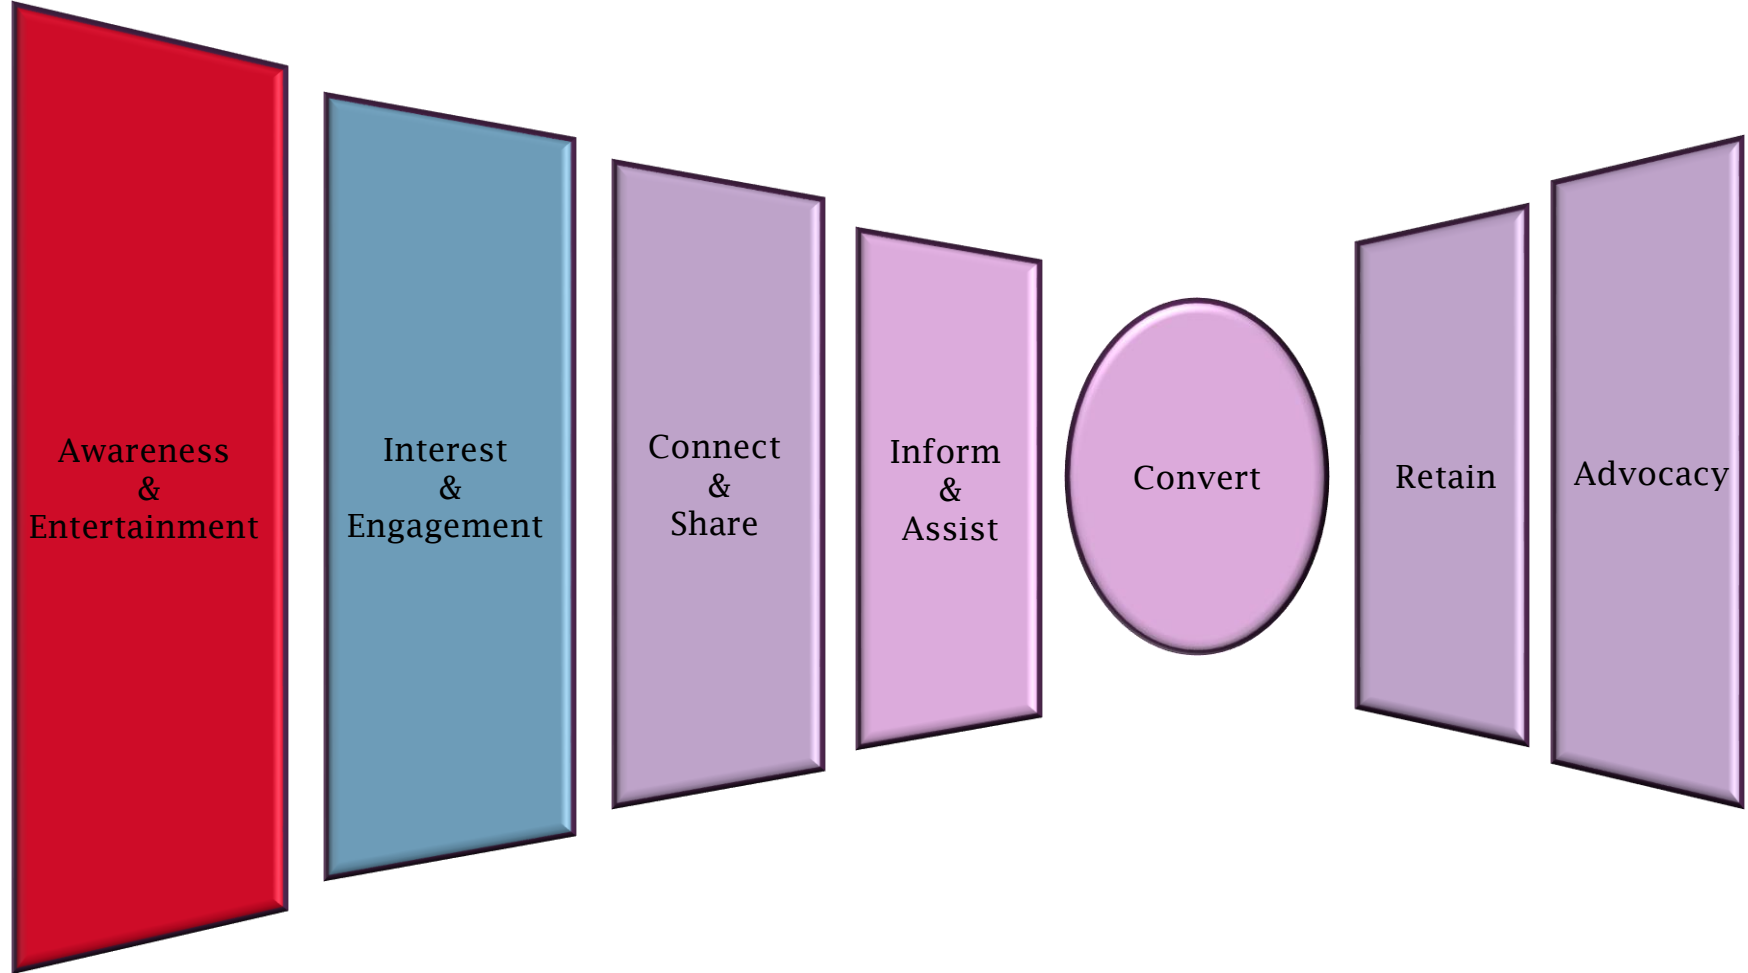 Awareness
&
Entertainment
Interest
&
Engagement
Connect
&
Share
Inform
&
Assist
Convert
Retain
Advocacy